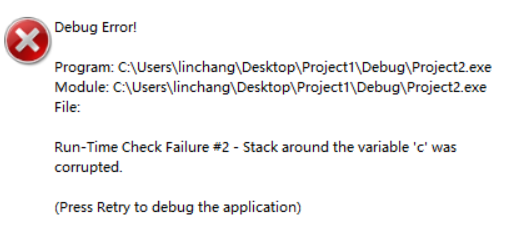 Debug Error!
Program: C:\Users\linchang\Desktop\Project1\Debug\Project2.exe
Module: C:\Users\linchang\Desktop\Project1\Debug\Project2.exe
File:
Run-Time Check Failure #2 - Stack around the variable 'c' was
corrupted.
(Press Retry to debug the application)